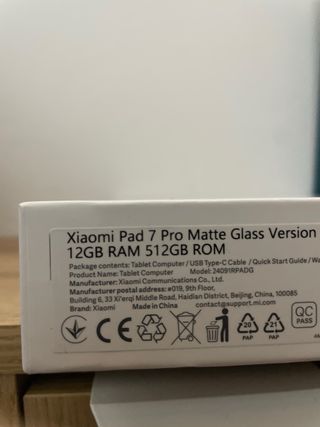 Xiaomi Pad 7 Pro Matte Glass Version
12GB RAM 512GB ROM
Package contents: Tablet Computer / USB Type-C Cable / Quick Start Guide /
Product Name: Tablet Computer Model: 24091RPADG
Manufacturer: Xiaomi Communications Co., Ltd.
Manufacturer postal address: #019, 9th Floor,
Building 6, 33 Xi'erqi Middle Road, Haidian District, Beijing, China, 100085
Brand: Xiaomi Made in China contact@support.mi.com
CE
20 PAP
21 PAP
QC PASS